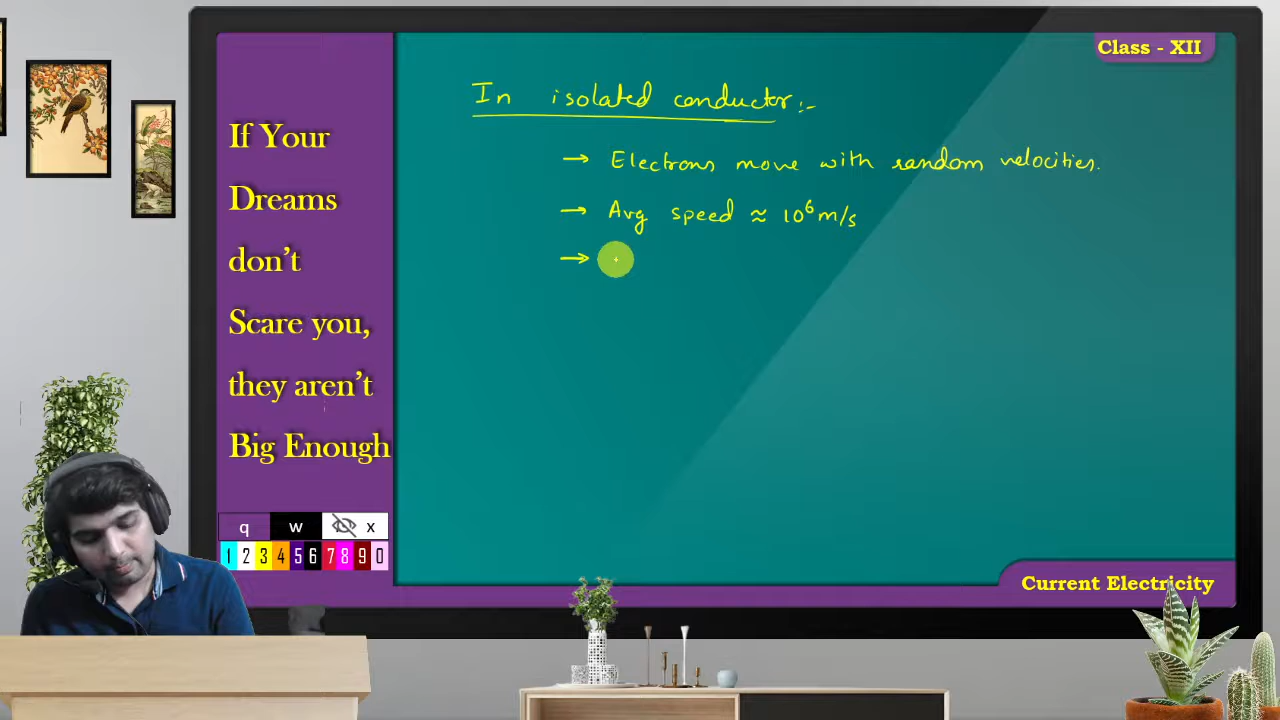 Class - XII
If Your
Dreams
don't
Scare you,
they aren't
Big Enough
In isolated conductor :-
→ Electrons move with random velocities.
→ Avg speed ≈ 10⁶ m/s
→
q w x
1 2 3 4 5 6 7 8 9 0
Current Electricity